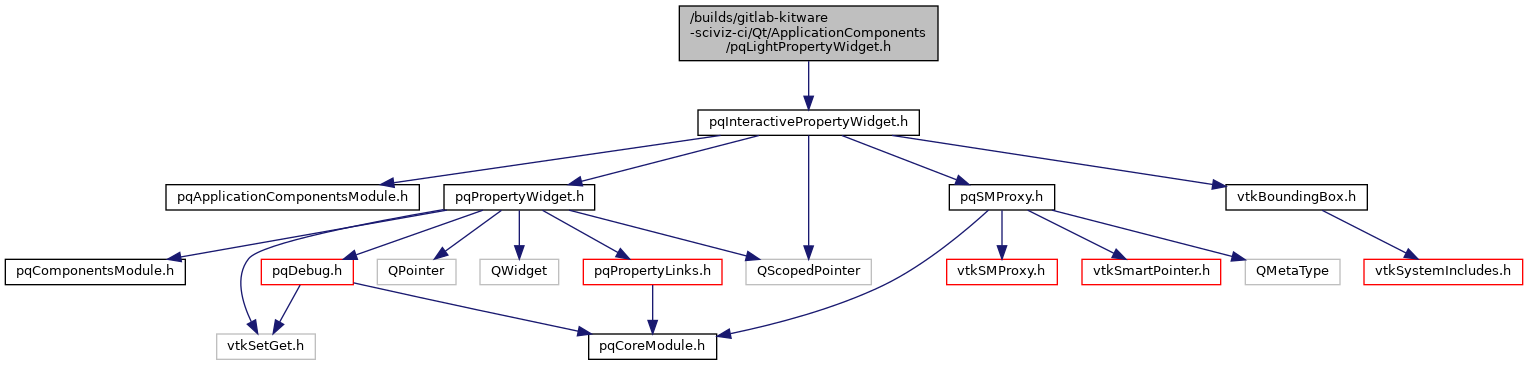 /builds/gitlab-kitware
-sciviz-ci/Qt/ApplicationComponents
/pqLightPropertyWidget.h
pqInteractivePropertyWidget.h
pqApplicationComponentsModule.h
pqPropertyWidget.h
pqSMProxy.h
vtkBoundingBox.h
pqComponentsModule.h
pqDebug.h
QPointer
QWidget
pqPropertyLinks.h
QScopedPointer
vtkSMProxy.h
vtkSmartPointer.h
QMetaType
vtkSystemIncludes.h
vtkSetGet.h
pqCoreModule.h